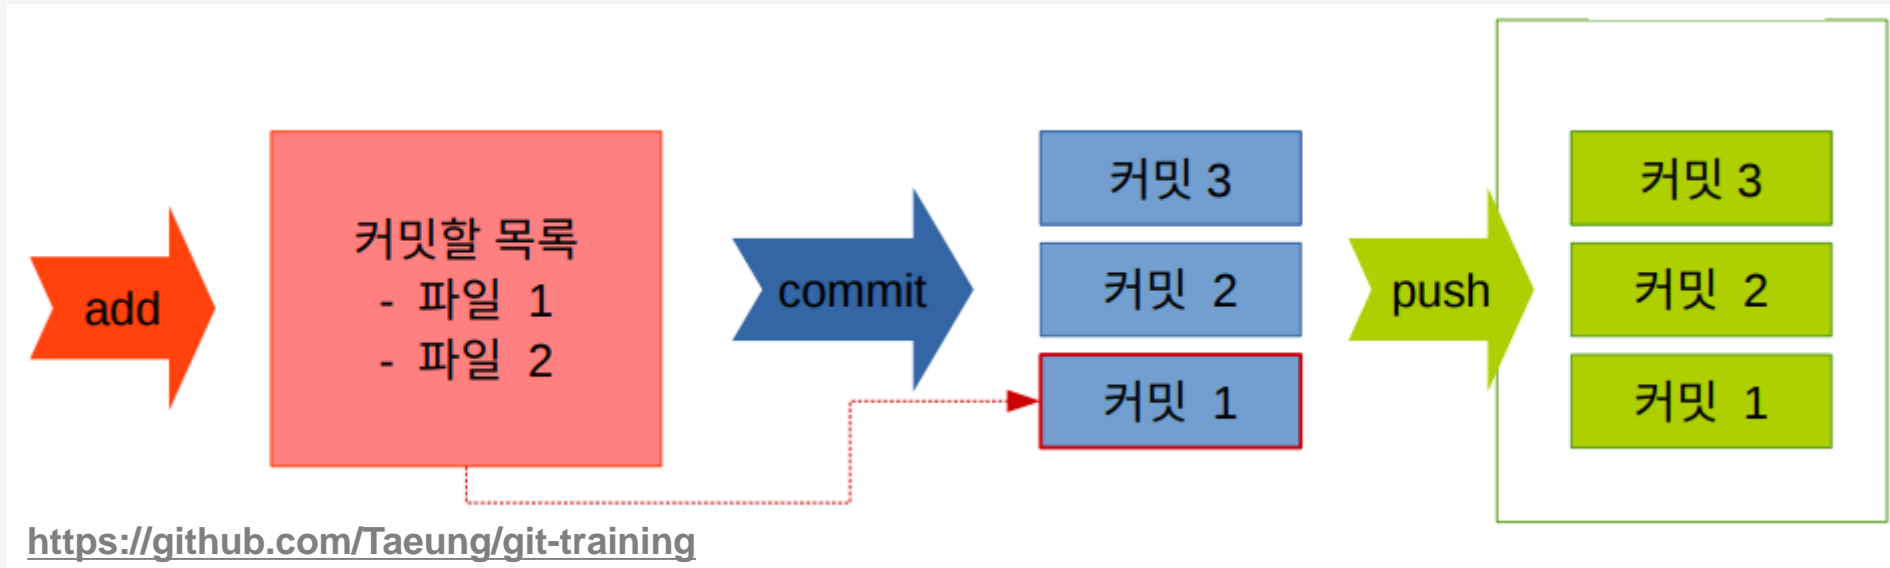 add
커밋할 목록
- 파일 1
- 파일 2
commit
커밋 3
커밋 2
커밋 1
push
커밋 3
커밋 2
커밋 1
https://github.com/Taeung/git-training